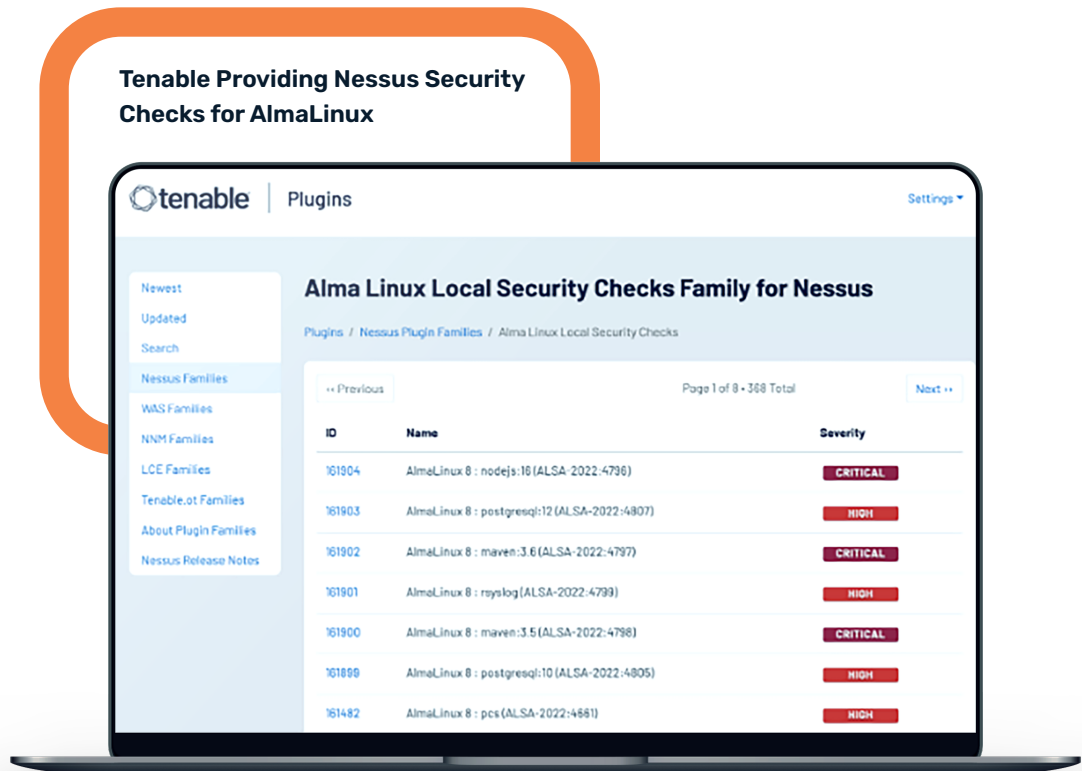 Tenable Providing Nessus Security
Checks for AlmaLinux
tenable
Plugins
Settings
Newest
Updated
Search
Nessus Families
WAS Families
NNM Families
LCE Families
Tenable.ot Families
About Plugin Families
Nessus Release Notes
Alma Linux Local Security Checks Family for Nessus
Plugins / Nessus Plugin Families / Alma Linux Local Security Checks
‹‹ Previous
Page 1 of 8 • 368 Total
Next ››
ID Name Severity
161904 AlmaLinux 8 : nodejs:16 (ALSA-2022:4796) CRITICAL
161903 AlmaLinux 8 : postgresql:12 (ALSA-2022:4807) HIGH
161902 AlmaLinux 8 : maven:3.6 (ALSA-2022:4797) CRITICAL
161901 AlmaLinux 8 : rsyslog (ALSA-2022:4799) HIGH
161900 AlmaLinux 8 : maven:3.5 (ALSA-2022:4798) CRITICAL
161899 AlmaLinux 8 : postgresql:10 (ALSA-2022:4805) HIGH
161482 AlmaLinux 8 : pcs (ALSA-2022:4661) HIGH